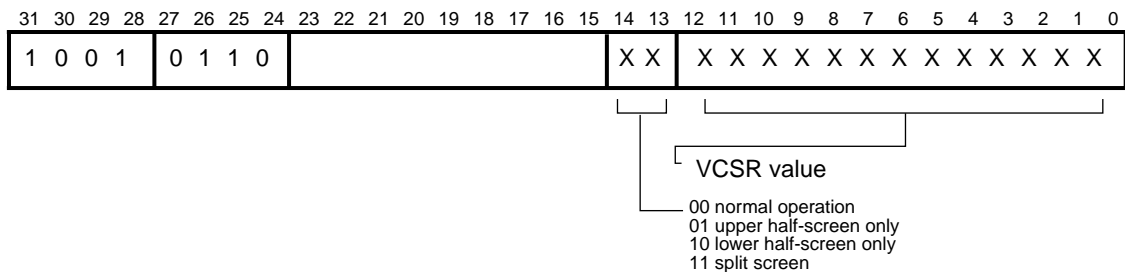 31 30 29 28 27 26 25 24 23 22 21 20 19 18 17 16 15 14 13 12 11 10 9 8 7 6 5 4 3 2 1 0
1 0 0 1 0 1 1 0 X X X X X X X X X X X X X X X
VCSR value
00 normal operation
01 upper half-screen only
10 lower half-screen only
11 split screen